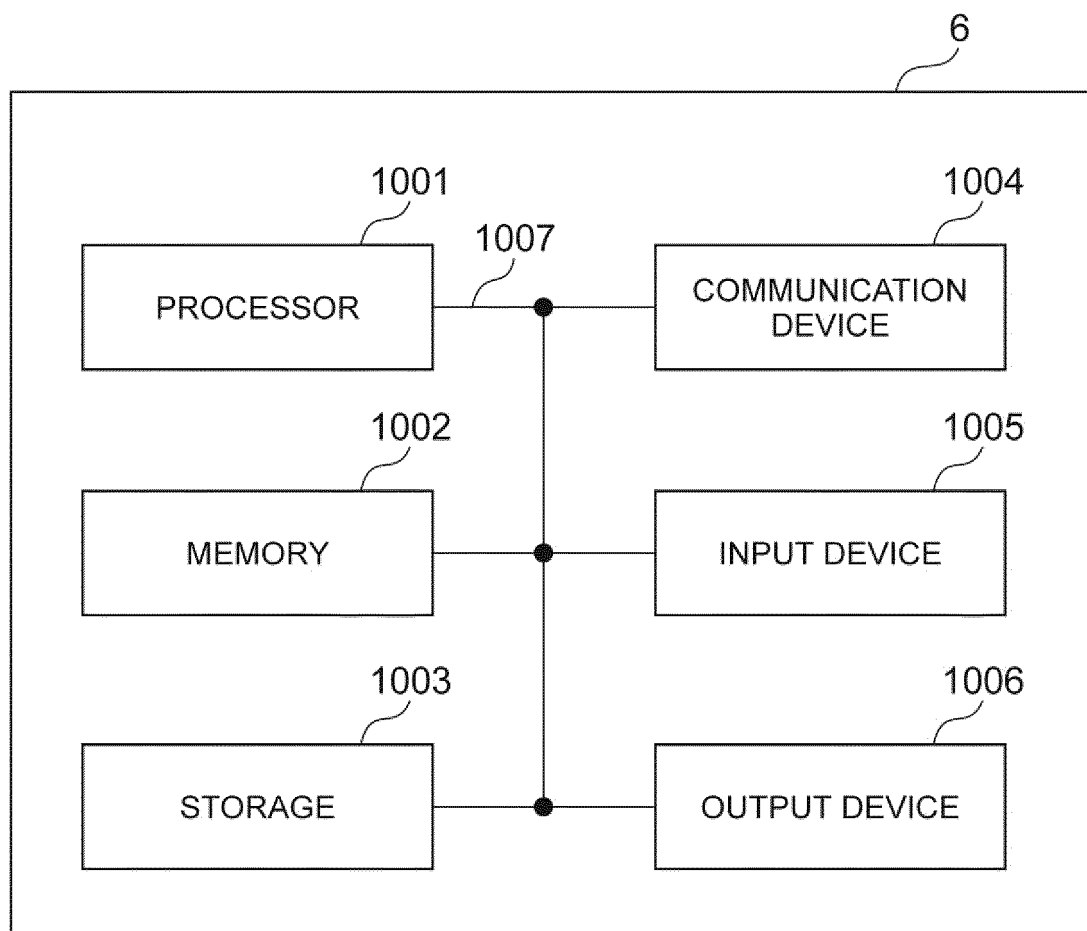 6
1001
1004
1007
PROCESSOR
COMMUNICATION
DEVICE
1002
1005
MEMORY
INPUT DEVICE
1003
1006
STORAGE
OUTPUT DEVICE